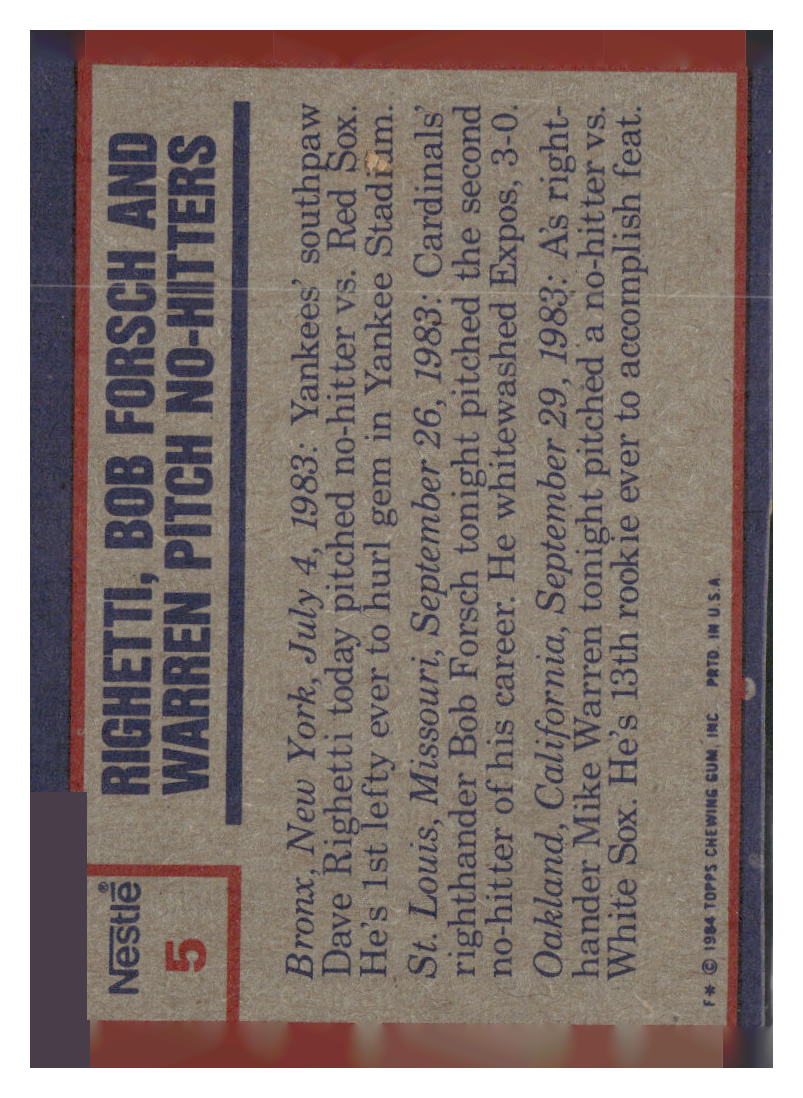 Nestlē®
5
RIGHETTI, BOB FORSCH AND
WARREN PITCH NO-HITTERS
Bronx, New York, July 4, 1983: Yankees' southpaw
Dave Righetti today pitched no-hitter vs. Red Sox.
He's 1st lefty ever to hurl gem in Yankee Stadium.
St. Louis, Missouri, September 26, 1983: Cardinals'
righthander Bob Forsch tonight pitched the second
no-hitter of his career. He whitewashed Expos, 3-0.
Oakland, California, September 29, 1983: A's right-
hander Mike Warren tonight pitched a no-hitter vs.
White Sox. He's 13th rookie ever to accomplish feat.
F* © 1984 TOPPS CHEWING GUM, INC PRTD. IN U.S.A.